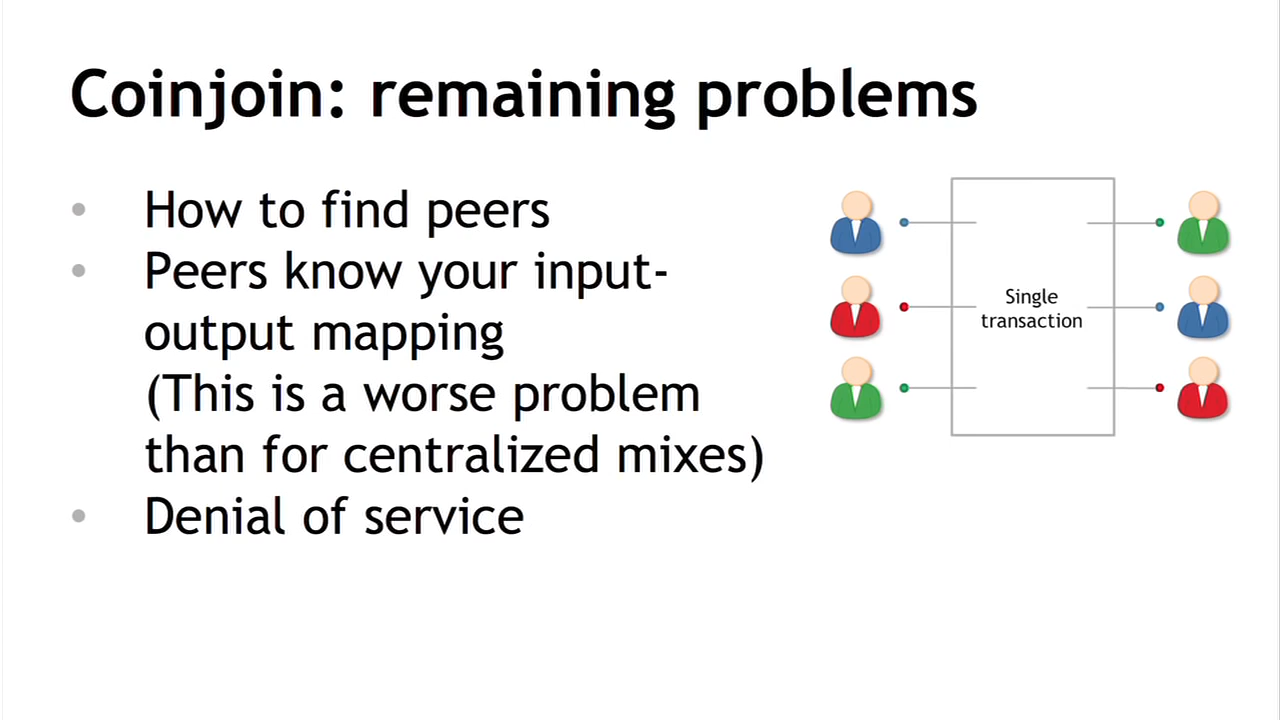 Coinjoin: remaining problems
• How to find peers
• Peers know your input-
output mapping
(This is a worse problem
than for centralized mixes)
• Denial of service
Single
transaction